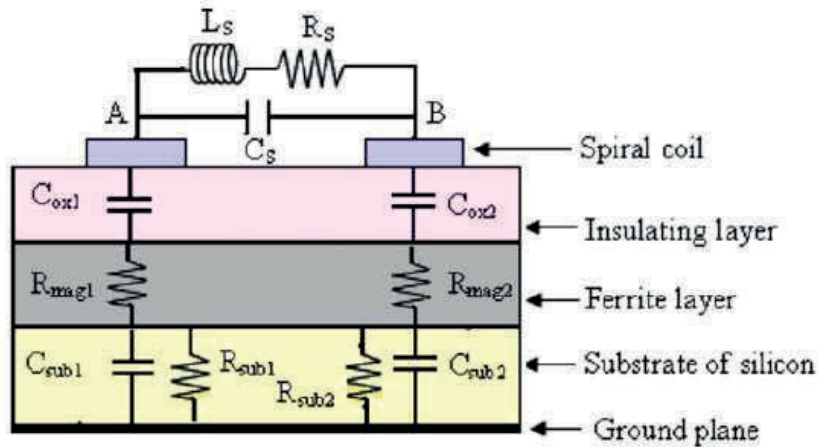 Ls Rs
A B
Cs
Spiral coil
Cox1 Cox2
Insulating layer
Rmag1 Rmag2
Ferrite layer
Csub1 Rsub1 Rsub2 Csub2
Substrate of silicon
Ground plane